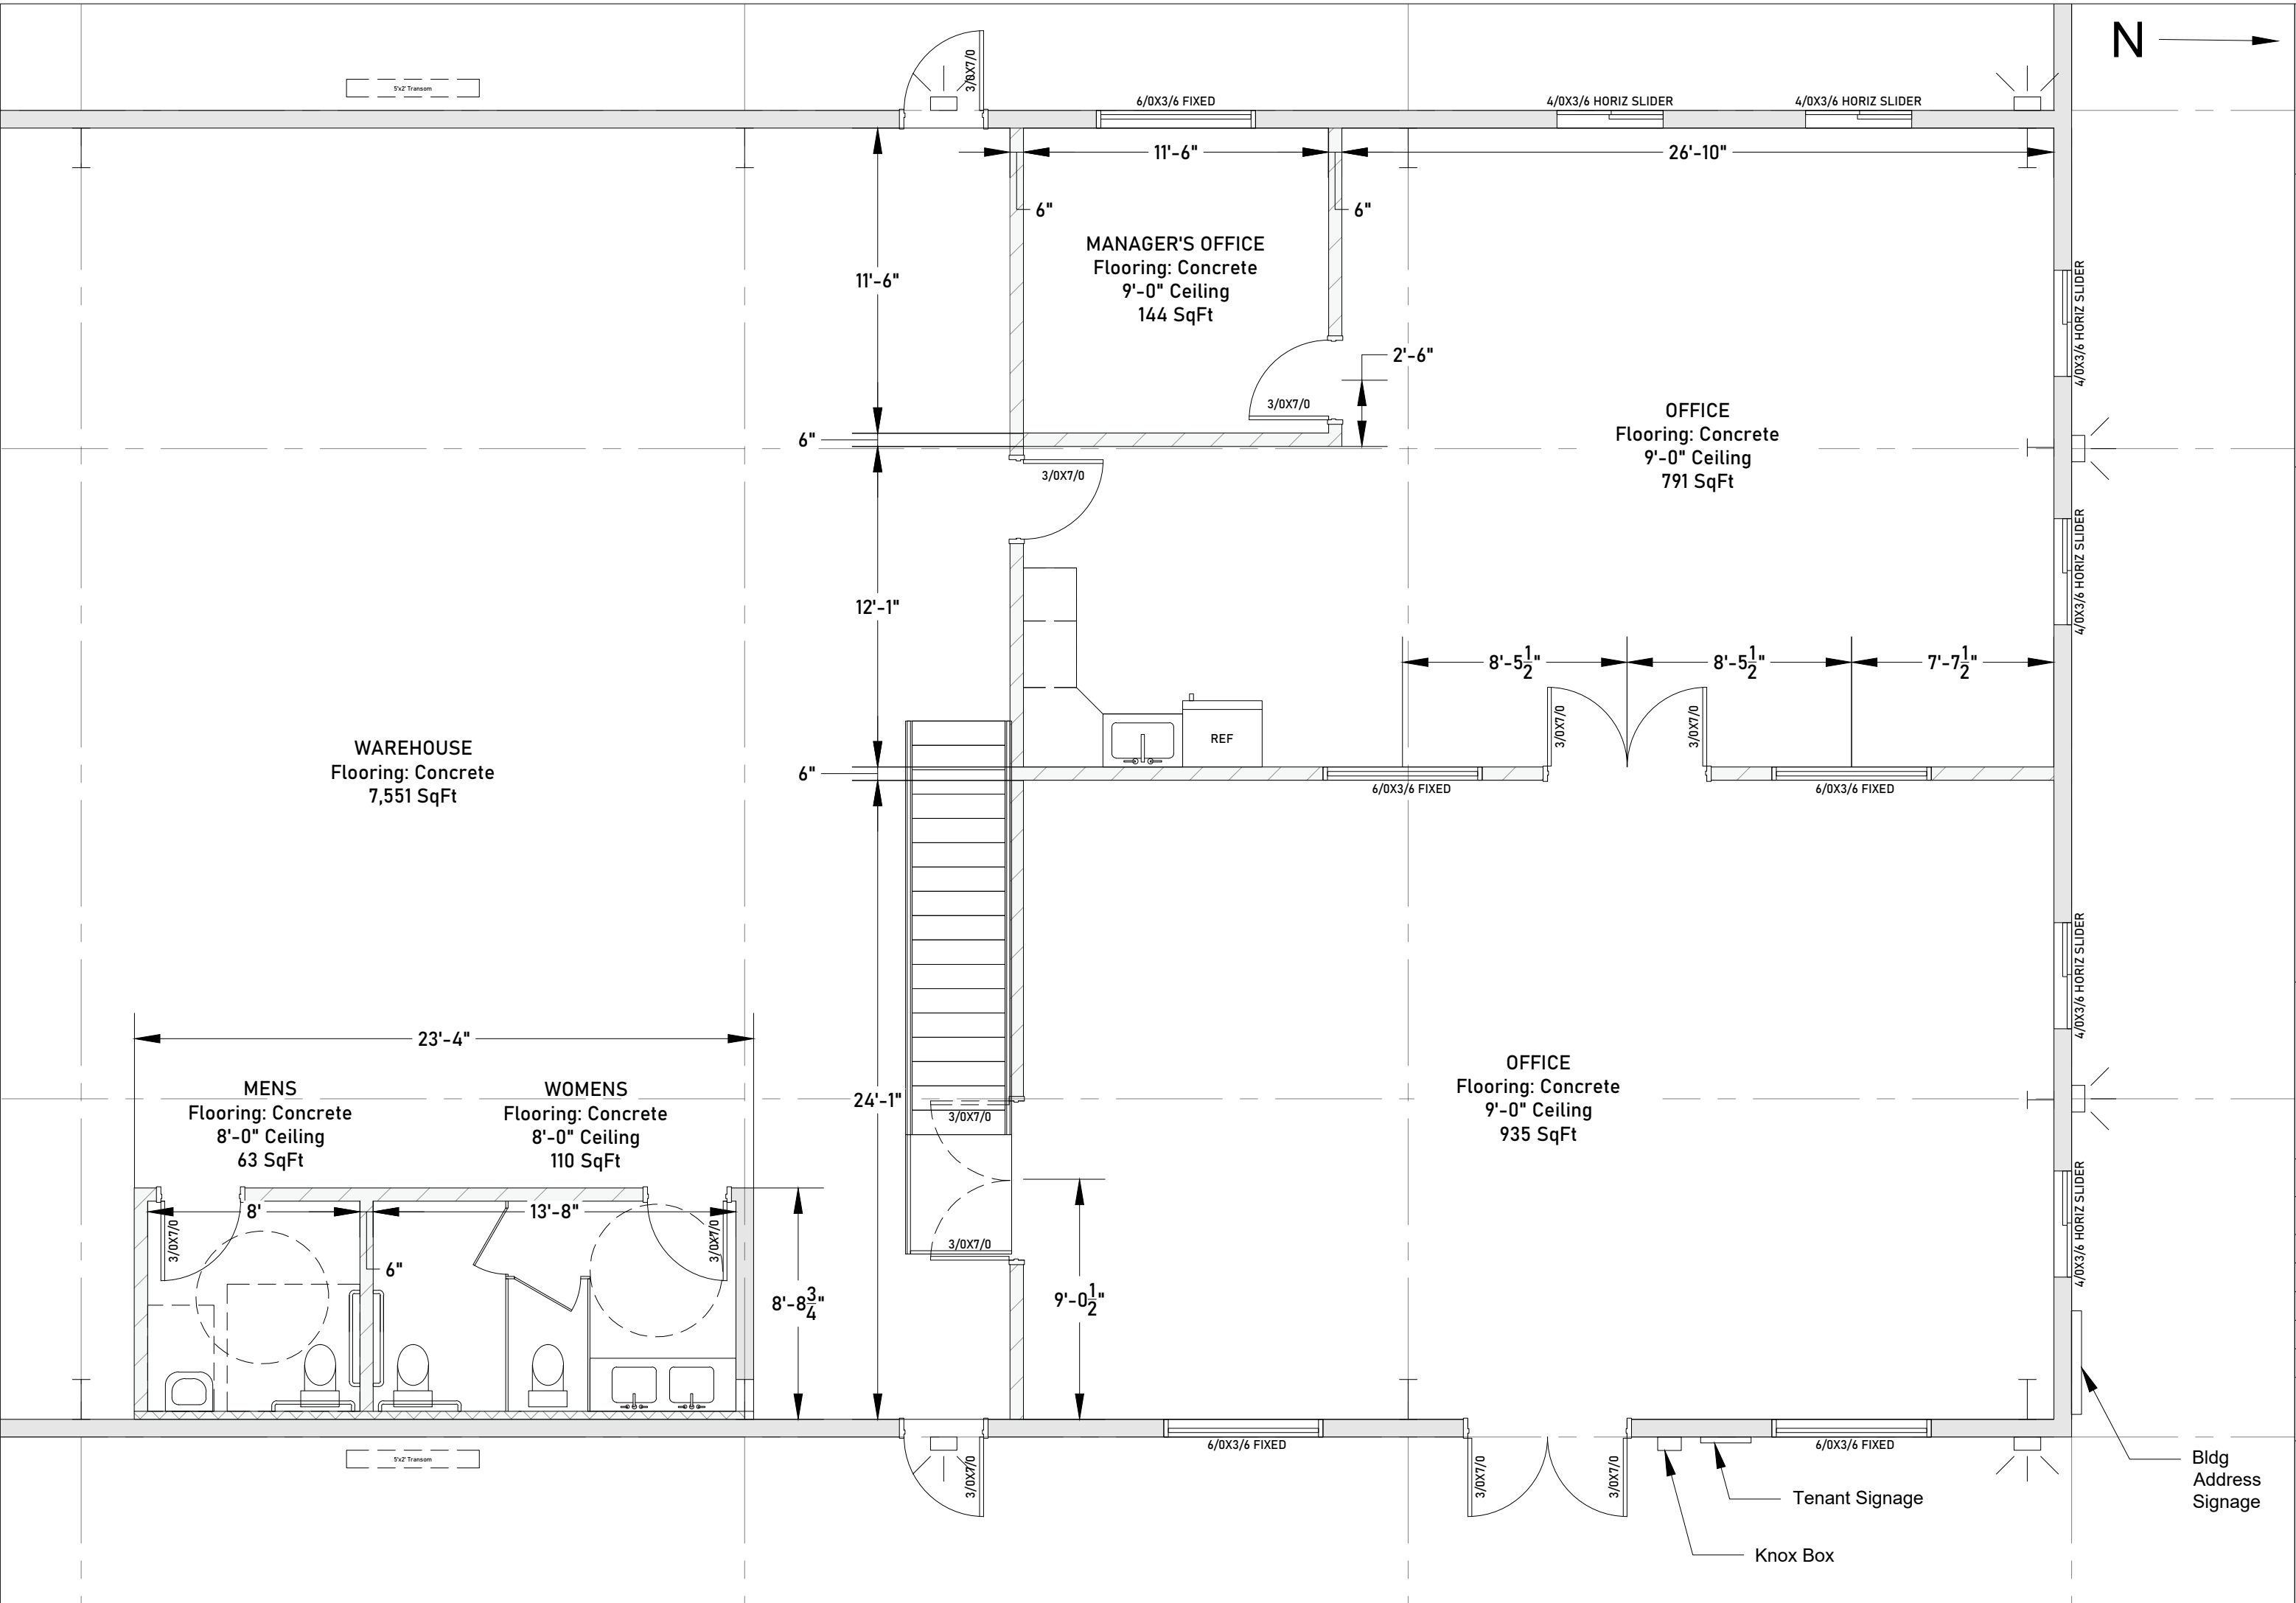 N
3/0X7/0
5'x2' Transom
6/0X3/6 FIXED
4/0X3/6 HORIZ SLIDER
4/0X3/6 HORIZ SLIDER
11'-6"
26'-10"
6"
6"
MANAGER'S OFFICE
Flooring: Concrete
9'-0" Ceiling
144 SqFt
11'-6"
4/0X3/6 HORIZ SLIDER
2'-6"
3/0X7/0
OFFICE
Flooring: Concrete
9'-0" Ceiling
791 SqFt
6"
3/0X7/0
4/0X3/6 HORIZ SLIDER
12'-1"
8'-5 1/2"
8'-5 1/2"
7'-7 1/2"
3/0X7/0
3/0X7/0
REF
WAREHOUSE
Flooring: Concrete
7,551 SqFt
6"
6/0X3/6 FIXED
6/0X3/6 FIXED
4/0X3/6 HORIZ SLIDER
23'-4"
MENS
Flooring: Concrete
8'-0" Ceiling
63 SqFt
WOMENS
Flooring: Concrete
8'-0" Ceiling
110 SqFt
24'-1"
3/0X7/0
OFFICE
Flooring: Concrete
9'-0" Ceiling
935 SqFt
4/0X3/6 HORIZ SLIDER
8'
13'-8"
3/0X7/0
3/0X7/0
3/0X7/0
6"
8'-8 3/4"
9'-0 1/2"
5'x2' Transom
3/0X7/0
6/0X3/6 FIXED
3/0X7/0
3/0X7/0
6/0X3/6 FIXED
Bldg
Address
Signage
Tenant Signage
Knox Box